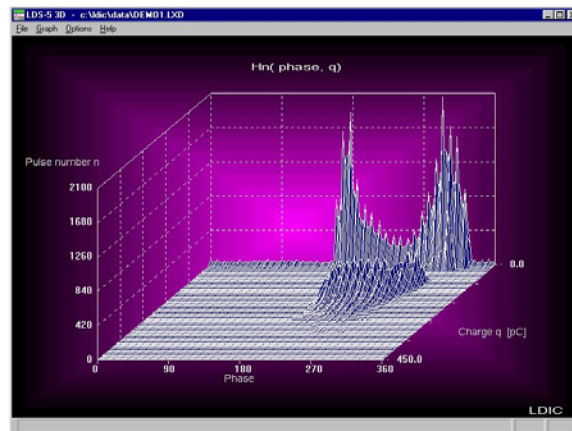 LDS-5 3D - c:\ldic\data\DEMO1.LXD
File Graph Options Help
Hn( phase, q)
Pulse number n
2100
1680
1260
840
420
0
0
90
180
270
360
Phase
0.0
Charge q [pC]
450.0
LDIC